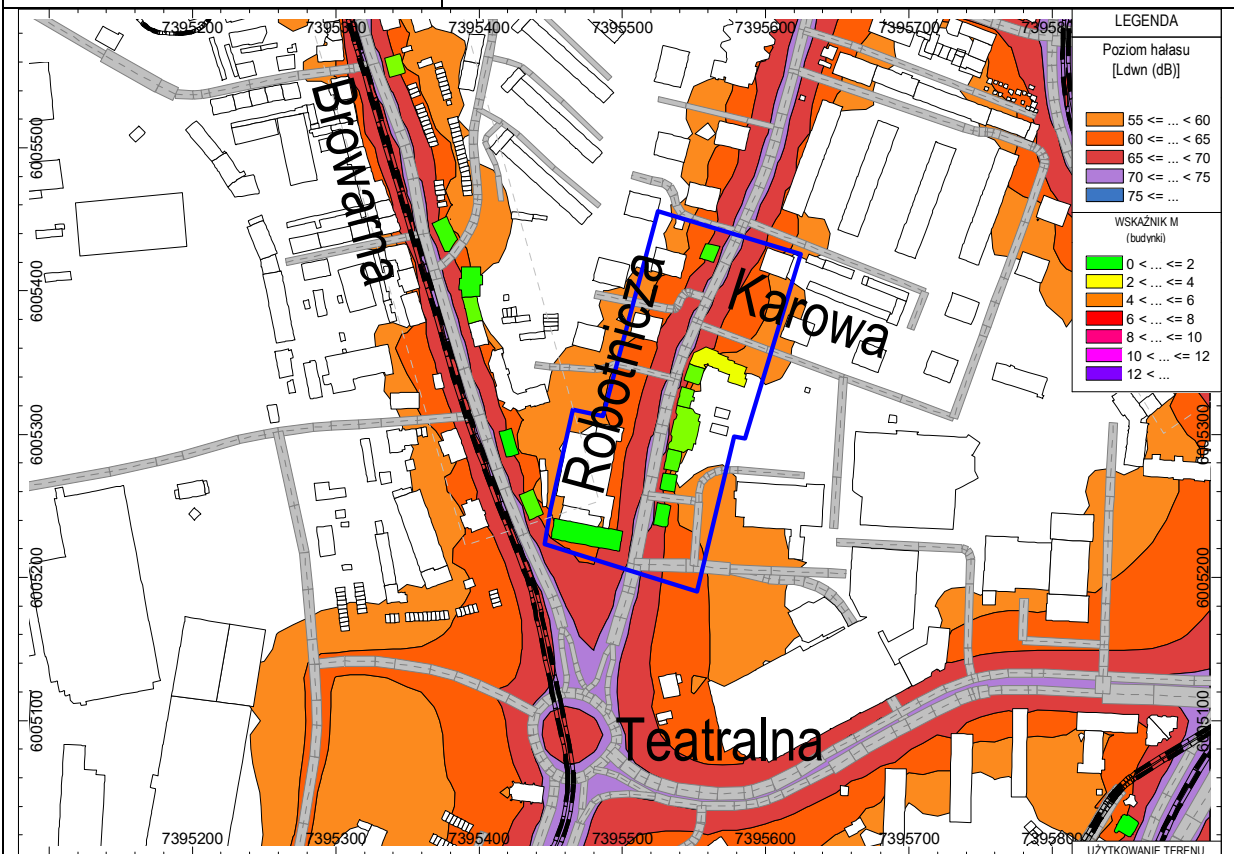 7395200 7395300 7395400 7395500 7395600 7395700 73958
LEGENDA
Poziom hałasu
[Ldwn (dB)]
55 <= ... < 60
60 <= ... < 65
65 <= ... < 70
70 <= ... < 75
75 <= ...
WSKAŹNIK M
(budynki)
0 < ... <= 2
2 < ... <= 4
4 < ... <= 6
6 < ... <= 8
8 < ... <= 10
10 < ... <= 12
12 < ...
6005500
6005400
6005300
6005200
6005100
Browarna
Robotnicza
Karowa
Teatralna
6005300
6005200
6005100
7395200 7395300 7395400 7395500 7395600 7395700 73958
UŻYTKOWANIE TERENU